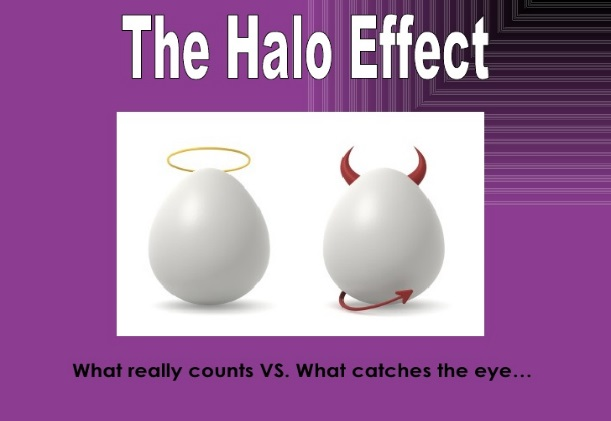 The Halo Effect
What really counts VS. What catches the eye...